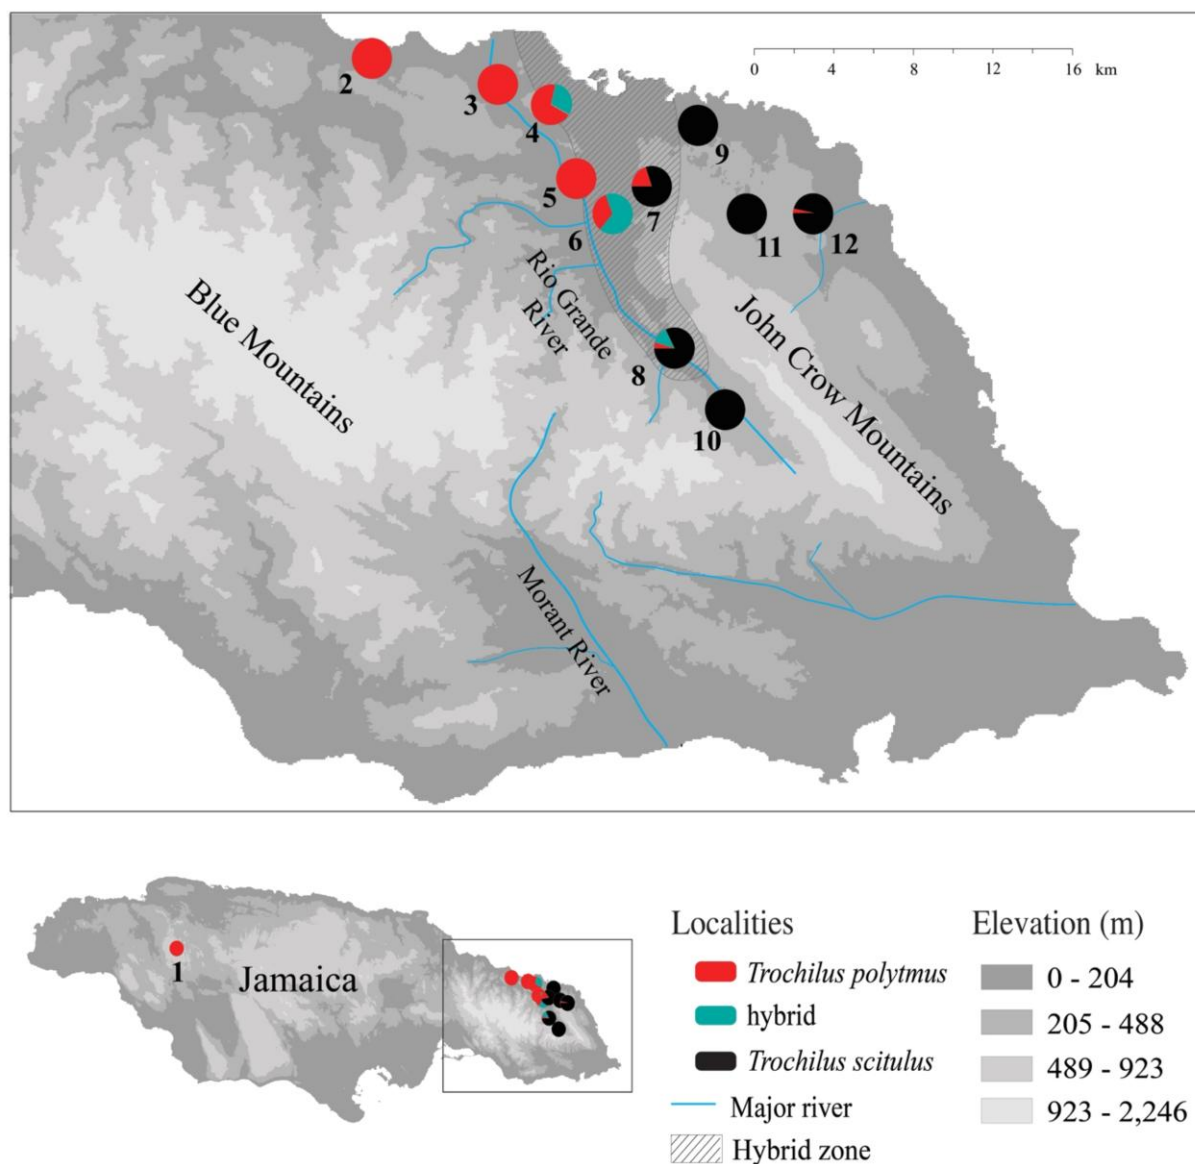 0 4 8 12 16 km
2
3
4
9
5
7
6
11
12
Rio Grande
River
Blue Mountains
John Crow Mountains
8
10
Morant River
1
Jamaica
Localities
Trochilus polytmus
hybrid
Trochilus scitulus
Major river
Hybrid zone
Elevation (m)
0 - 204
205 - 488
489 - 923
923 - 2,246